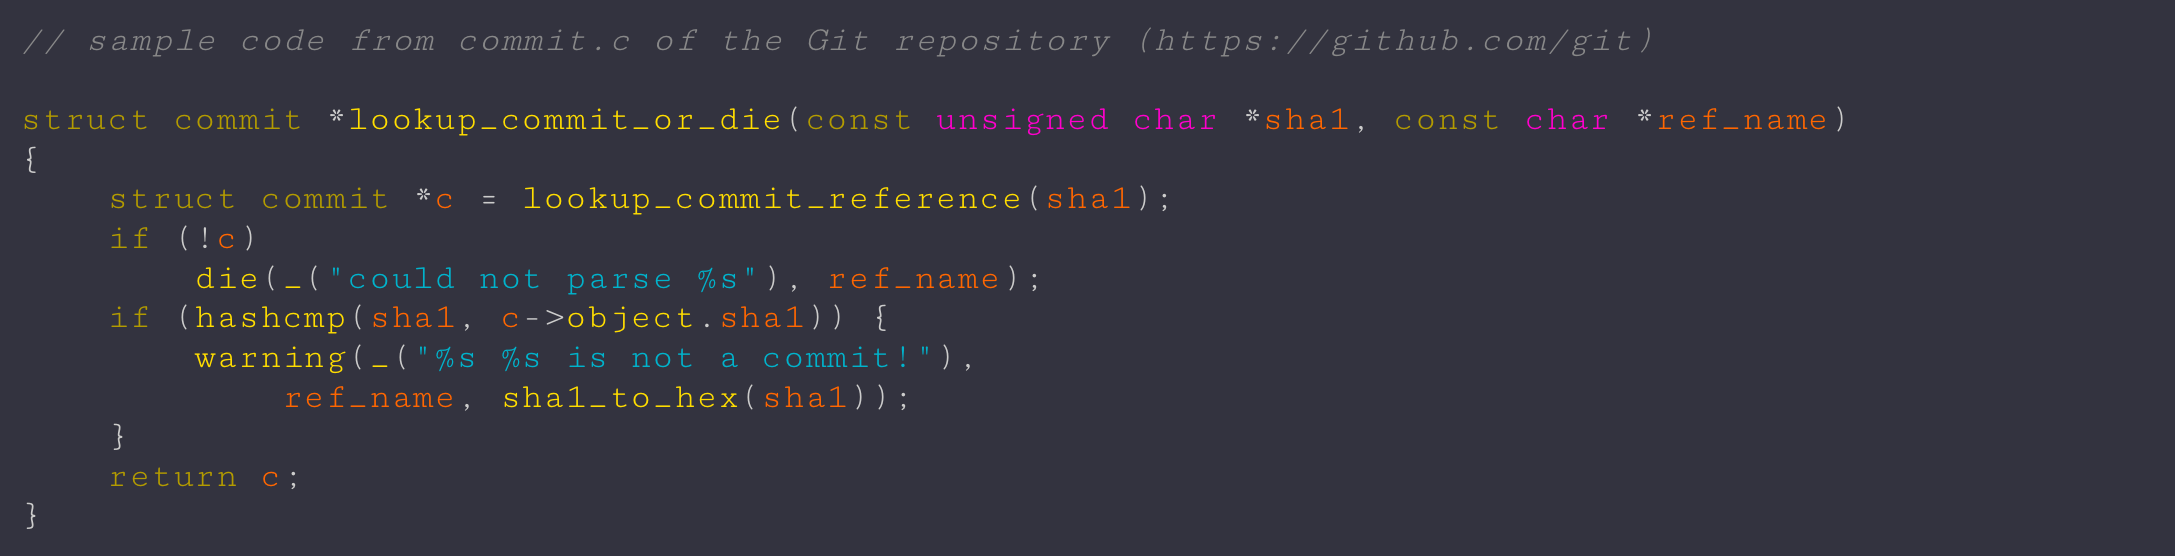 // sample code from commit.c of the Git repository (https://github.com/git)

struct commit *lookup_commit_or_die(const unsigned char *sha1, const char *ref_name)
{
    struct commit *c = lookup_commit_reference(sha1);
    if (!c)
        die(_("could not parse %s"), ref_name);
    if (hashcmp(sha1, c->object.sha1)) {
        warning(_("%s %s is not a commit!"),
            ref_name, sha1_to_hex(sha1));
    }
    return c;
}